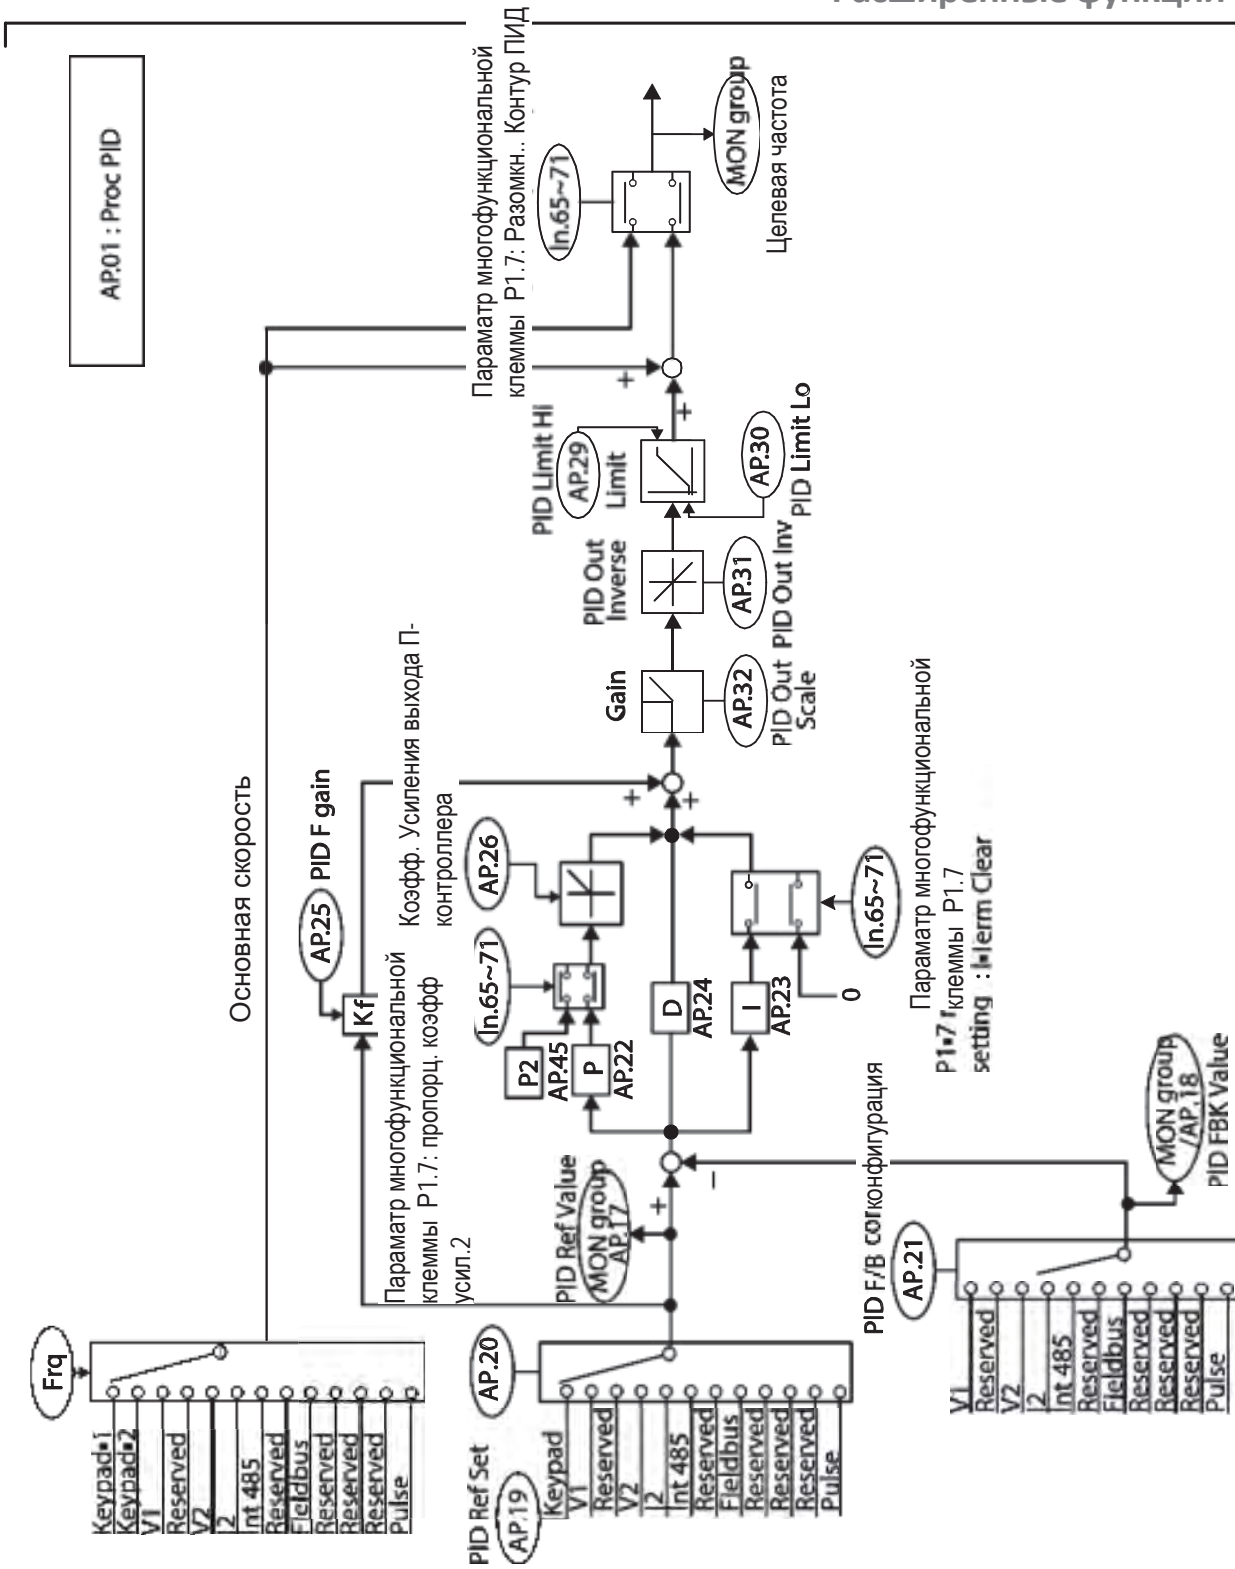 Расширенные функции
AP.01 : Proc PID
Основная скорость
Frq
Keypad-1
Keypad-2
V1
Reserved
V2
I2
Int 485
Reserved
Fieldbus
Reserved
Reserved
Reserved
Pulse
AP.25
PID F gain
Kf
Параматр многофункциональной
клеммы Р1.7: пропорц. коэфф
усил.2
Коэфф. Усиления выхода П-
контроллера
In.65~71
AP.26
P2
AP.45
P
AP.22
D
AP.24
I
AP.23
0
In.65~71
Параматр многофункциональной
клеммы Р1.7
P1-7
setting : I-Term Clear
PID Ref Set
AP.19
AP.20
Keypad
V1
Reserved
V2
I2
Int 485
Reserved
Fieldbus
Reserved
Reserved
Reserved
Pulse
PID Ref Value
MON group
AP.17
+
−
PID F/B
конфигурация
AP.21
V1
Reserved
V2
I2
Int 485
Reserved
Fieldbus
Reserved
Reserved
Reserved
Pulse
MON group
/AP.18
PID FBK Value
+
+
Gain
AP.32
PID Out
Scale
PID Out
Inverse
AP.31
PID Out Inv
PID Limit Hi
AP.29
Limit
AP.30
PID Limit Lo
+
+
Параматр многофункциональной
клеммы Р1.7: Разомкн.. Контур ПИД
In.65~71
MON group
Целевая частота